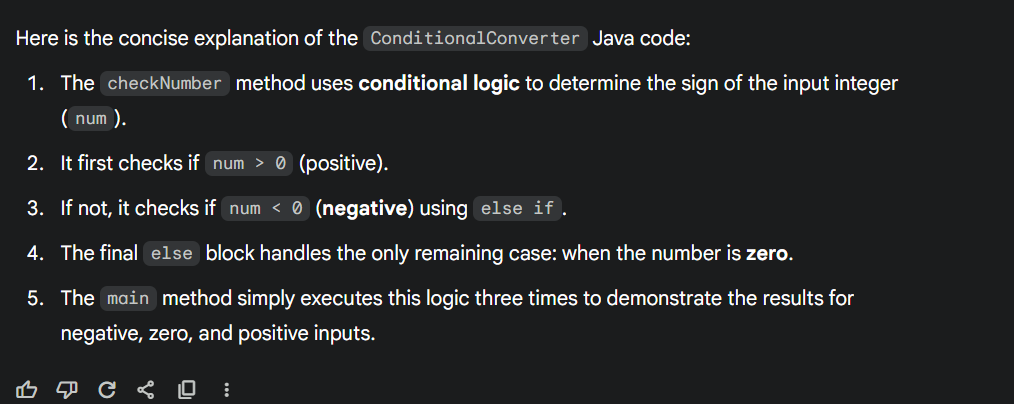 Here is the concise explanation of the ConditionalConverter Java code:
1. The checkNumber method uses conditional logic to determine the sign of the input integer
( num ).
2. It first checks if num > 0 (positive).
3. If not, it checks if num < 0 (negative) using else if.
4. The final else block handles the only remaining case: when the number is zero.
5. The main method simply executes this logic three times to demonstrate the results for
negative, zero, and positive inputs.